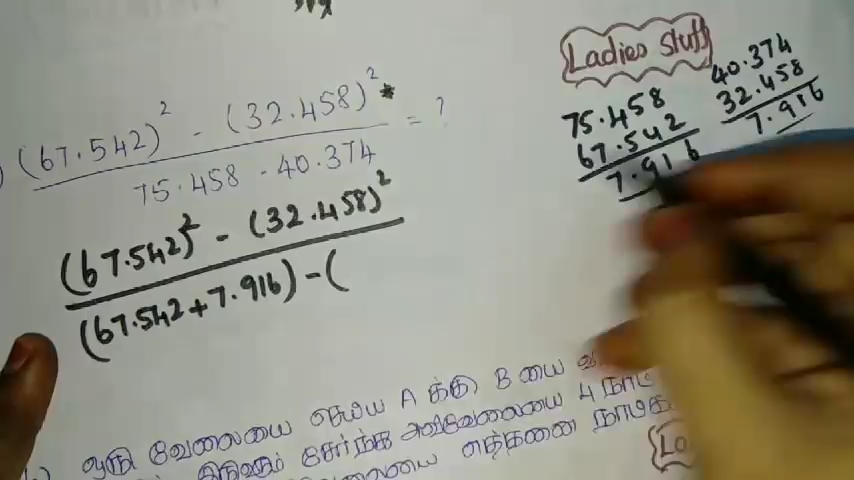 Ladies stuff
(67.542)² - (32.458)² * = ?
75.458 - 40.374
75.458
67.542
7.916
40.374
32.458
7.916
(67.542)² - (32.458)²
(67.542 + 7.916) - (
ஒரு வேலையை செய்ய A க்கு B யை
சேர்ந்து அவ்வேலையை 4
எத்தனை